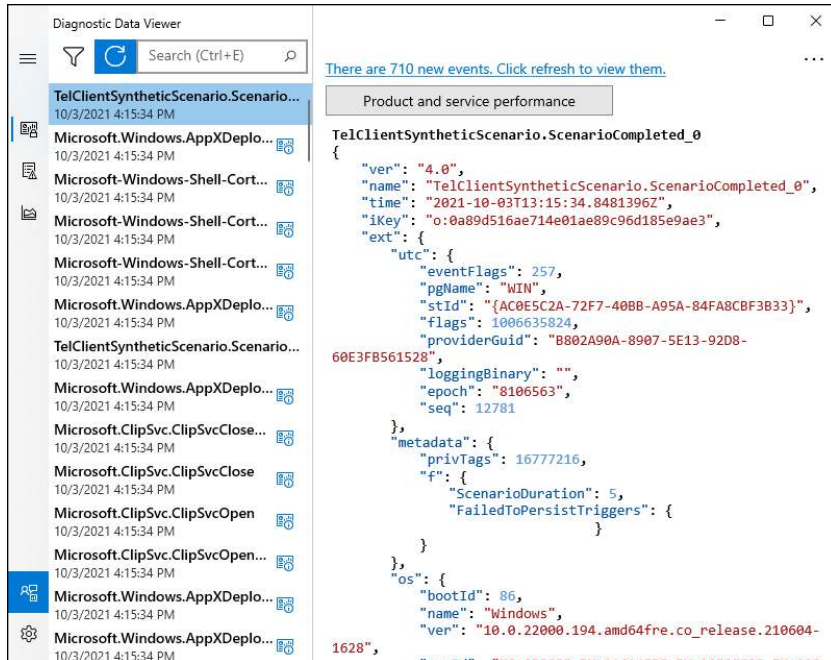 Diagnostic Data Viewer
Search (Ctrl+E)
TelClientSyntheticScenario.Scenario...
10/3/2021 4:15:34 PM
Microsoft.Windows.AppXDeplo...
10/3/2021 4:15:34 PM
Microsoft-Windows-Shell-Cort...
10/3/2021 4:15:34 PM
Microsoft-Windows-Shell-Cort...
10/3/2021 4:15:34 PM
Microsoft-Windows-Shell-Cort...
10/3/2021 4:15:34 PM
Microsoft.Windows.AppXDeplo...
10/3/2021 4:15:34 PM
TelClientSyntheticScenario.Scenario...
10/3/2021 4:15:34 PM
Microsoft.Windows.AppXDeplo...
10/3/2021 4:15:34 PM
Microsoft.ClipSvc.ClipSvcClose...
10/3/2021 4:15:34 PM
Microsoft.ClipSvc.ClipSvcClose
10/3/2021 4:15:34 PM
Microsoft.ClipSvc.ClipSvcOpen
10/3/2021 4:15:34 PM
Microsoft.ClipSvc.ClipSvcOpen...
10/3/2021 4:15:34 PM
Microsoft.Windows.AppXDeplo...
10/3/2021 4:15:34 PM
Microsoft.Windows.AppXDeplo...
10/3/2021 4:15:34 PM
There are 710 new events. Click refresh to view them.
Product and service performance
TelClientSyntheticScenario.ScenarioCompleted_0
{
"ver": "4.0",
"name": "TelClientSyntheticScenario.ScenarioCompleted_0",
"time": "2021-10-03T13:15:34.8481396Z",
"iKey": "o:0a89d516ae714e01ae89c96d185e9ae3",
"ext": {
"utc": {
"eventFlags": 257,
"pgName": "WIN",
"stId": "{AC0E5C2A-72F7-40BB-A95A-84FA8CBF3B33}",
"flags": 1006635824,
"providerGuid": "B802A90A-8907-5E13-92D8-
60E3FB561528",
"loggingBinary": "",
"epoch": "8106563",
"seq": 12781
},
"metadata": {
"privTags": 16777216,
"f": {
"ScenarioDuration": 5,
"FailedToPersistTriggers": {
}
}
},
"os": {
"bootId": 86,
"name": "Windows",
"ver": "10.0.22000.194.amd64fre.co_release.210604-
1628",